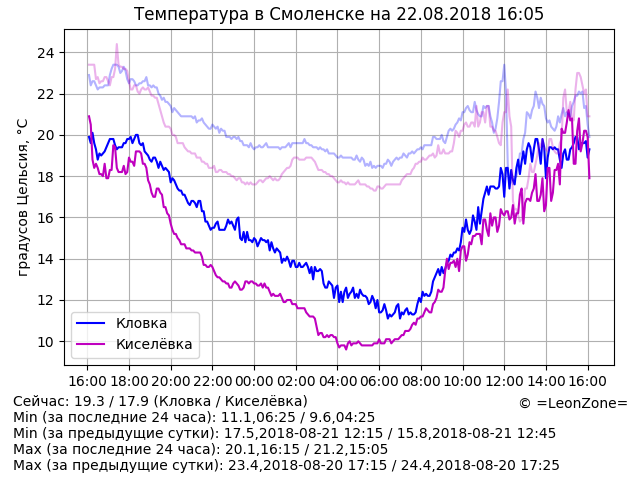 Температура в Смоленске на 22.08.2018 16:05
24
22
20
18
16
14
12
10
градусов Цельсия, °C
Кловка
Киселёвка
16:00 18:00 20:00 22:00 00:00 02:00 04:00 06:00 08:00 10:00 12:00 14:00 16:00
Сейчас: 19.3 / 17.9 (Кловка / Киселёвка)
© =LeonZone=
Min (за последние 24 часа): 11.1,06:25 / 9.6,04:25
Min (за предыдущие сутки): 17.5,2018-08-21 12:15 / 15.8,2018-08-21 12:45
Max (за последние 24 часа): 20.1,16:15 / 21.2,15:05
Max (за предыдущие сутки): 23.4,2018-08-20 17:15 / 24.4,2018-08-20 17:25